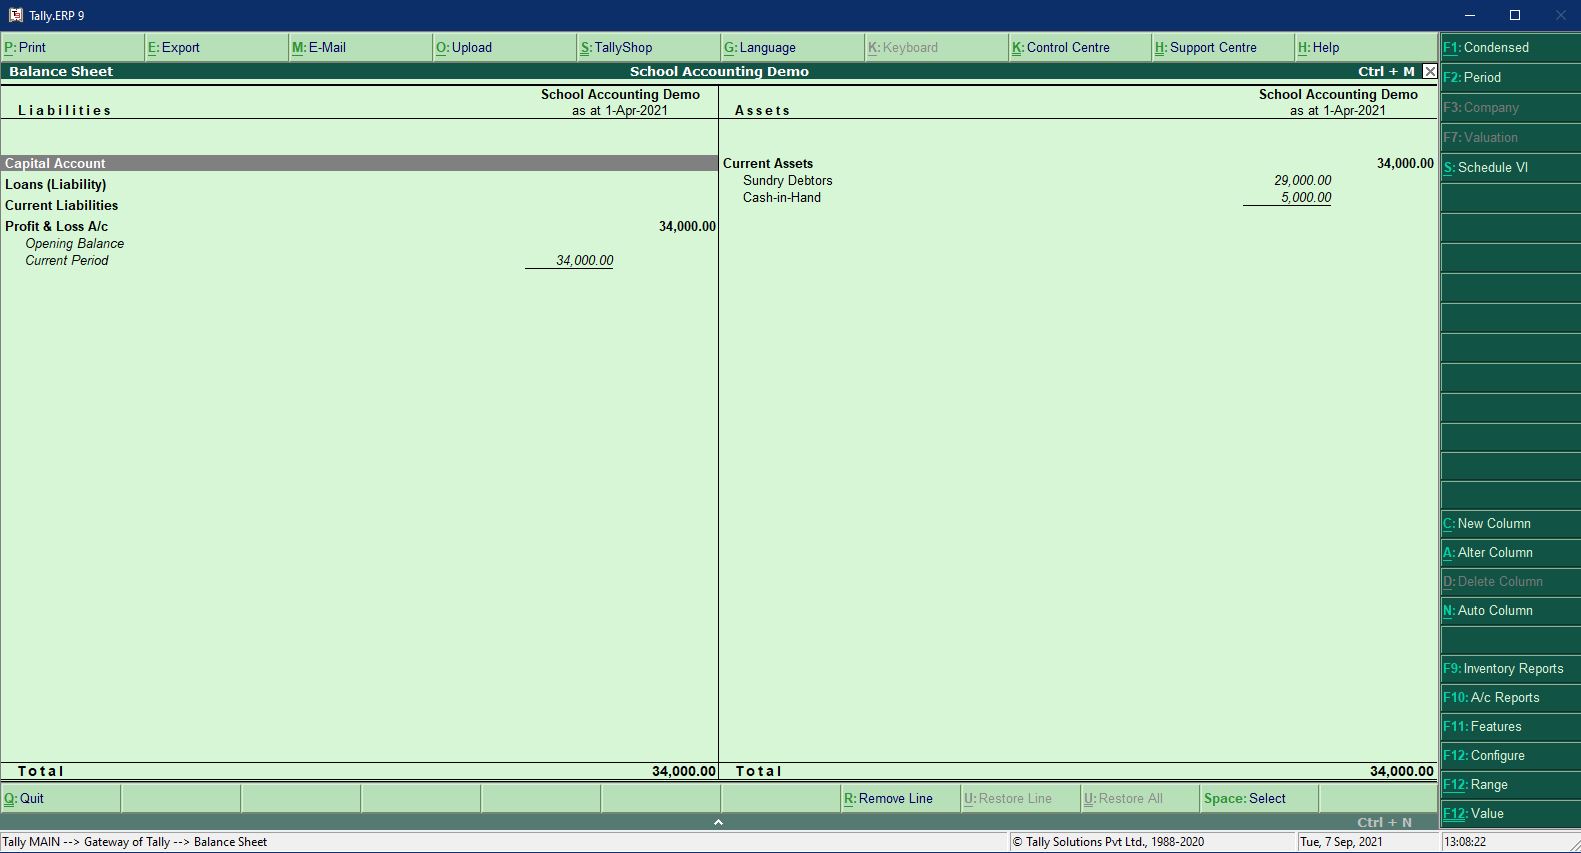 Tally.ERP 9
P: Print E: Export M: E-Mail O: Upload S: TallyShop G: Language K: Keyboard K: Control Centre H: Support Centre H: Help
Balance Sheet School Accounting Demo Ctrl + M
Liabilities School Accounting Demo as at 1-Apr-2021
Assets School Accounting Demo as at 1-Apr-2021
Capital Account
Loans (Liability)
Current Liabilities
Profit & Loss A/c 34,000.00
Opening Balance
Current Period 34,000.00
Current Assets 34,000.00
Sundry Debtors 29,000.00
Cash-in-Hand 5,000.00
Total 34,000.00
Total 34,000.00
F1: Condensed
F2: Period
F3: Company
F7: Valuation
S: Schedule VI
C: New Column
A: Alter Column
D: Delete Column
N: Auto Column
F9: Inventory Reports
F10: A/c Reports
F11: Features
F12: Configure
F12: Range
F12: Value
Q: Quit R: Remove Line U: Restore Line U: Restore All Space: Select
Ctrl + N
Tally MAIN --> Gateway of Tally --> Balance Sheet © Tally Solutions Pvt Ltd., 1988-2020 Tue, 7 Sep, 2021 13:08:22